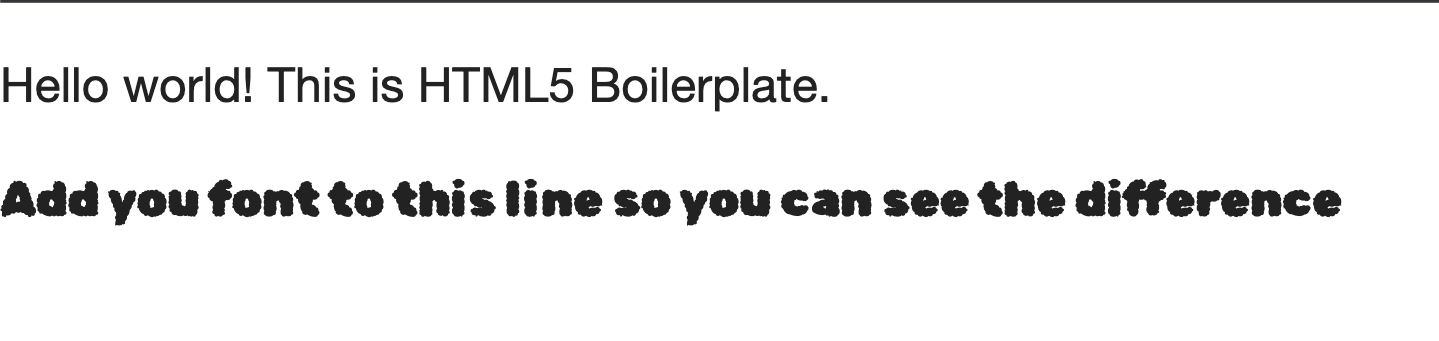 Hello world! This is HTML5 Boilerplate.
Add you font to this line so you can see the difference